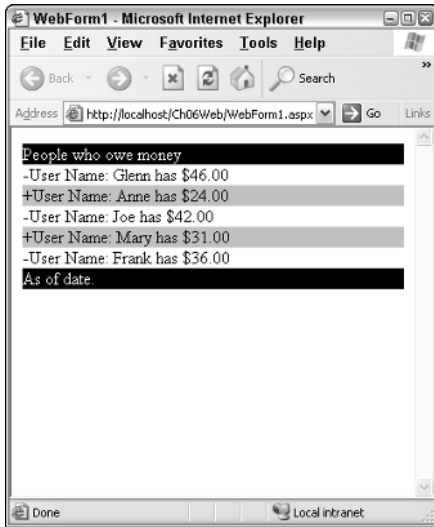 WebForm1 - Microsoft Internet Explorer
File Edit View Favorites Tools Help
Back Search »
Address http://localhost/Ch06Web/WebForm1.aspx Go Links
People who owe money
-User Name: Glenn has $46.00
+User Name: Anne has $24.00
-User Name: Joe has $42.00
+User Name: Mary has $31.00
-User Name: Frank has $36.00
As of date.
Done Local intranet